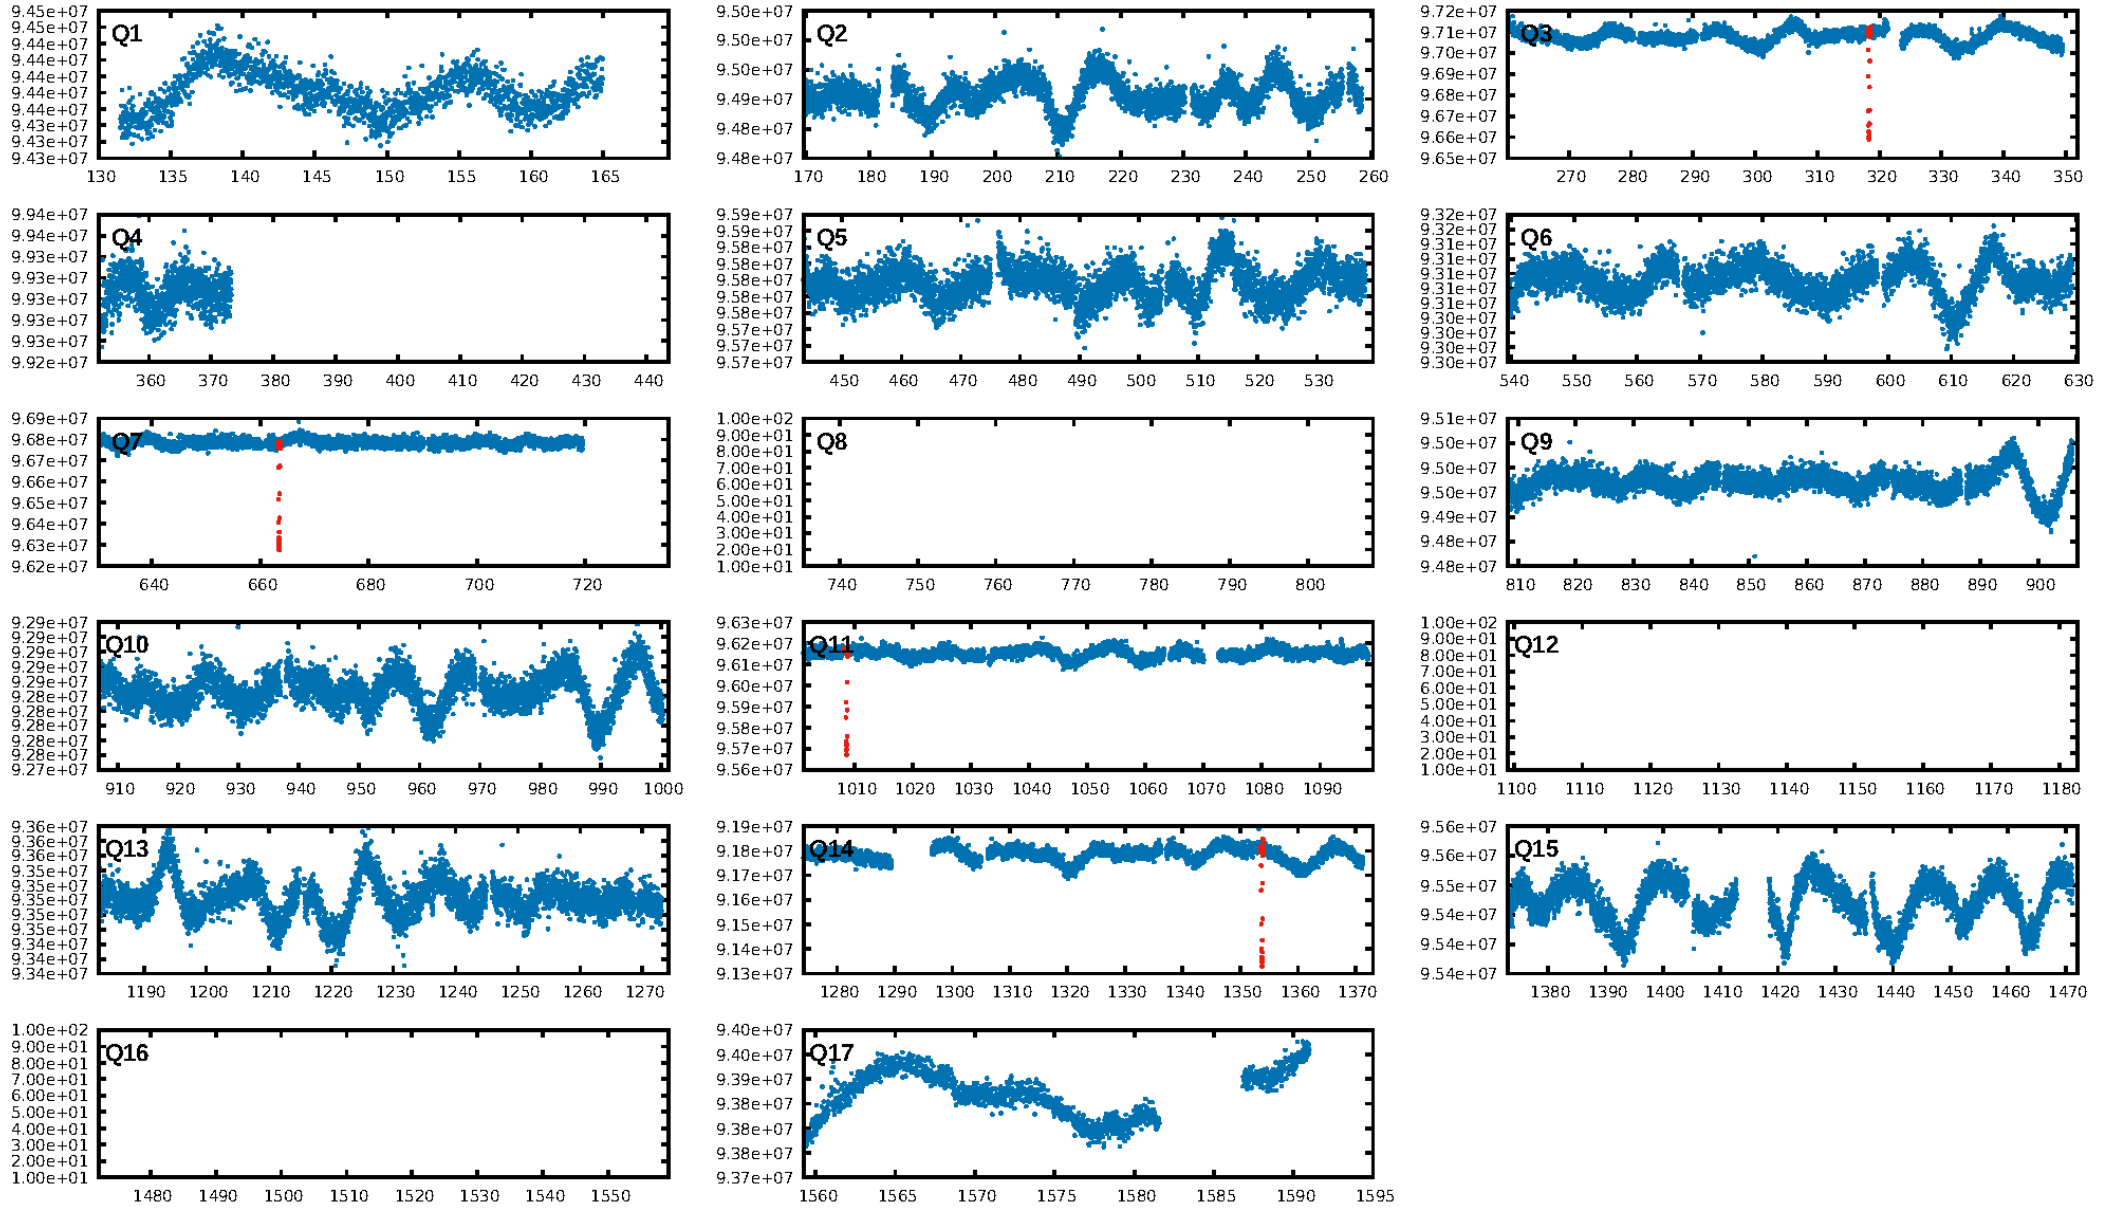 Q1
9.45e+07
9.45e+07
9.44e+07
9.44e+07
9.44e+07
9.44e+07
9.44e+07
9.43e+07
9.43e+07
9.43e+07
130 135 140 145 150 155 160 165
Q2
9.50e+07
9.50e+07
9.50e+07
9.49e+07
9.48e+07
9.48e+07
170 180 190 200 210 220 230 240 250 260
Q3
9.72e+07
9.71e+07
9.70e+07
9.69e+07
9.68e+07
9.67e+07
9.66e+07
9.65e+07
270 280 290 300 310 320 330 340 350
Q4
9.94e+07
9.94e+07
9.93e+07
9.93e+07
9.93e+07
9.93e+07
9.93e+07
9.92e+07
360 370 380 390 400 410 420 430 440
Q5
9.59e+07
9.59e+07
9.58e+07
9.58e+07
9.58e+07
9.58e+07
9.58e+07
9.57e+07
9.57e+07
9.57e+07
450 460 470 480 490 500 510 520 530
Q6
9.32e+07
9.32e+07
9.31e+07
9.31e+07
9.31e+07
9.31e+07
9.31e+07
9.30e+07
9.30e+07
9.30e+07
9.30e+07
540 550 560 570 580 590 600 610 620 630
Q7
9.69e+07
9.68e+07
9.67e+07
9.66e+07
9.65e+07
9.64e+07
9.63e+07
9.62e+07
640 660 680 700 720
Q8
1.00e+02
9.00e+01
8.00e+01
7.00e+01
6.00e+01
5.00e+01
4.00e+01
3.00e+01
2.00e+01
1.00e+01
740 750 760 770 780 790 800
Q9
9.51e+07
9.50e+07
9.50e+07
9.50e+07
9.49e+07
9.48e+07
9.48e+07
810 820 830 840 850 860 870 880 890 900
Q10
9.29e+07
9.29e+07
9.29e+07
9.29e+07
9.28e+07
9.28e+07
9.28e+07
9.28e+07
9.28e+07
9.27e+07
910 920 930 940 950 960 970 980 990 1000
Q11
9.63e+07
9.62e+07
9.61e+07
9.60e+07
9.59e+07
9.58e+07
9.57e+07
9.56e+07
1010 1020 1030 1040 1050 1060 1070 1080 1090
Q12
1.00e+02
9.00e+01
8.00e+01
7.00e+01
6.00e+01
5.00e+01
4.00e+01
3.00e+01
2.00e+01
1.00e+01
1100 1110 1120 1130 1140 1150 1160 1170 1180
Q13
9.36e+07
9.36e+07
9.36e+07
9.35e+07
9.35e+07
9.35e+07
9.35e+07
9.35e+07
9.34e+07
9.34e+07
9.34e+07
1190 1200 1210 1220 1230 1240 1250 1260 1270
Q14
9.19e+07
9.18e+07
9.17e+07
9.16e+07
9.15e+07
9.14e+07
9.13e+07
1280 1290 1300 1310 1320 1330 1340 1350 1360 1370
Q15
9.56e+07
9.56e+07
9.55e+07
9.54e+07
9.54e+07
9.54e+07
1380 1390 1400 1410 1420 1430 1440 1450 1460 1470
Q16
1.00e+02
9.00e+01
8.00e+01
7.00e+01
6.00e+01
5.00e+01
4.00e+01
3.00e+01
2.00e+01
1.00e+01
1480 1490 1500 1510 1520 1530 1540 1550
Q17
9.40e+07
9.40e+07
9.39e+07
9.38e+07
9.38e+07
9.38e+07
9.37e+07
1560 1565 1570 1575 1580 1585 1590 1595